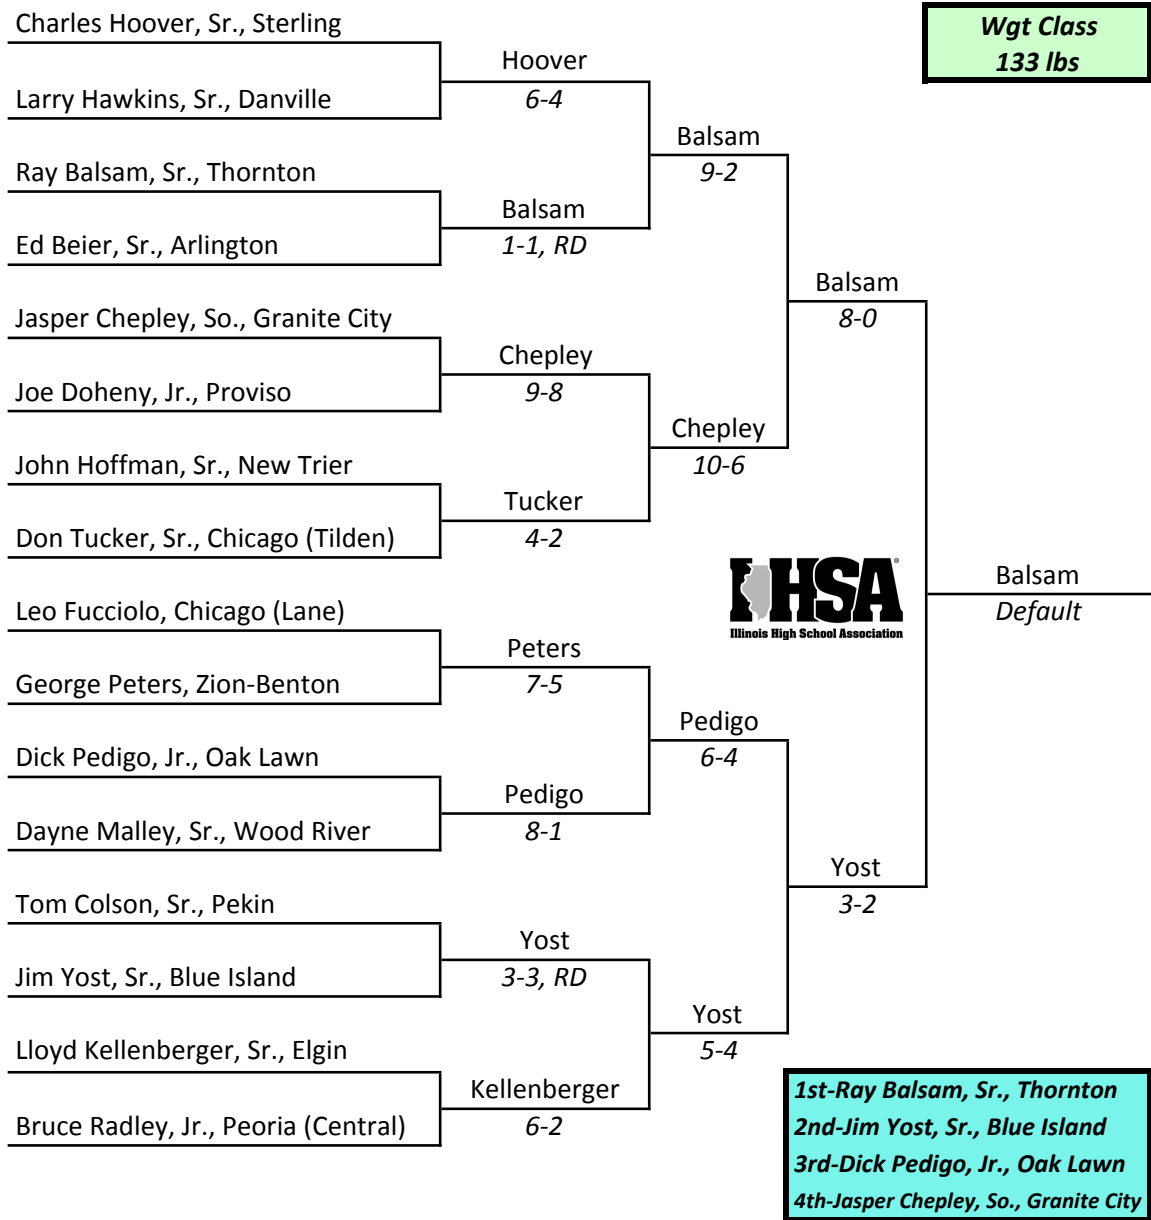 Charles Hoover, Sr., Sterling
Wgt Class
133 lbs
Hoover
6-4
Larry Hawkins, Sr., Danville
Balsam
9-2
Ray Balsam, Sr., Thornton
Balsam
1-1, RD
Ed Beier, Sr., Arlington
Balsam
8-0
Jasper Chepley, So., Granite City
Chepley
9-8
Joe Doheny, Jr., Proviso
Chepley
10-6
John Hoffman, Sr., New Trier
Tucker
4-2
Don Tucker, Sr., Chicago (Tilden)
IHSA®
Illinois High School Association
Balsam
Default
Leo Fucciolo, Chicago (Lane)
Peters
7-5
George Peters, Zion-Benton
Pedigo
6-4
Dick Pedigo, Jr., Oak Lawn
Pedigo
8-1
Dayne Malley, Sr., Wood River
Yost
3-2
Tom Colson, Sr., Pekin
Yost
3-3, RD
Jim Yost, Sr., Blue Island
Yost
5-4
Lloyd Kellenberger, Sr., Elgin
Kellenberger
6-2
Bruce Radley, Jr., Peoria (Central)
1st-Ray Balsam, Sr., Thornton
2nd-Jim Yost, Sr., Blue Island
3rd-Dick Pedigo, Jr., Oak Lawn
4th-Jasper Chepley, So., Granite City